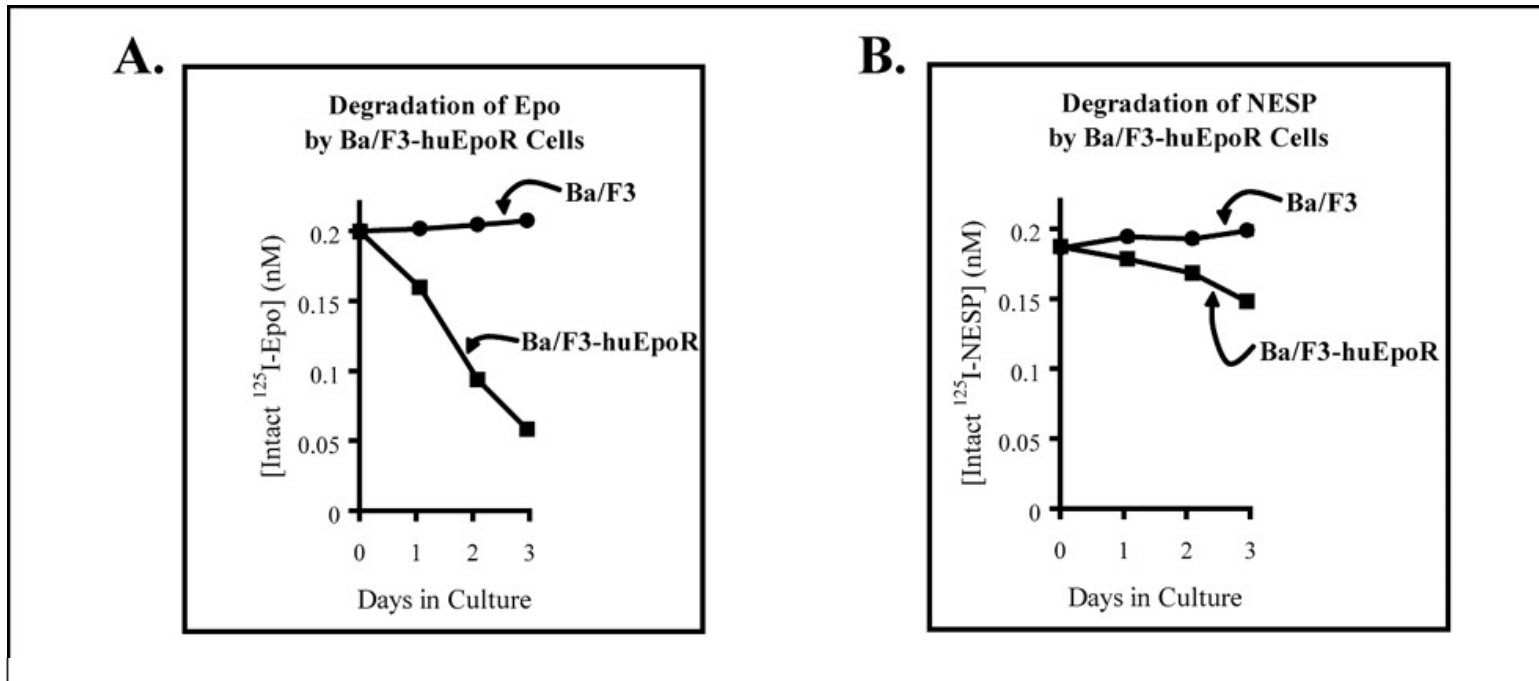 A.
Degradation of Epo
by Ba/F3-huEpoR Cells
Ba/F3
Ba/F3-huEpoR
[Intact ¹²⁵I-Epo] (nM)
0.2
0.15
0.1
0.05
0
0 1 2 3
Days in Culture
B.
Degradation of NESP
by Ba/F3-huEpoR Cells
Ba/F3
Ba/F3-huEpoR
[Intact ¹²⁵I-NESP] (nM)
0.2
0.15
0.1
0.05
0
0 1 2 3
Days in Culture